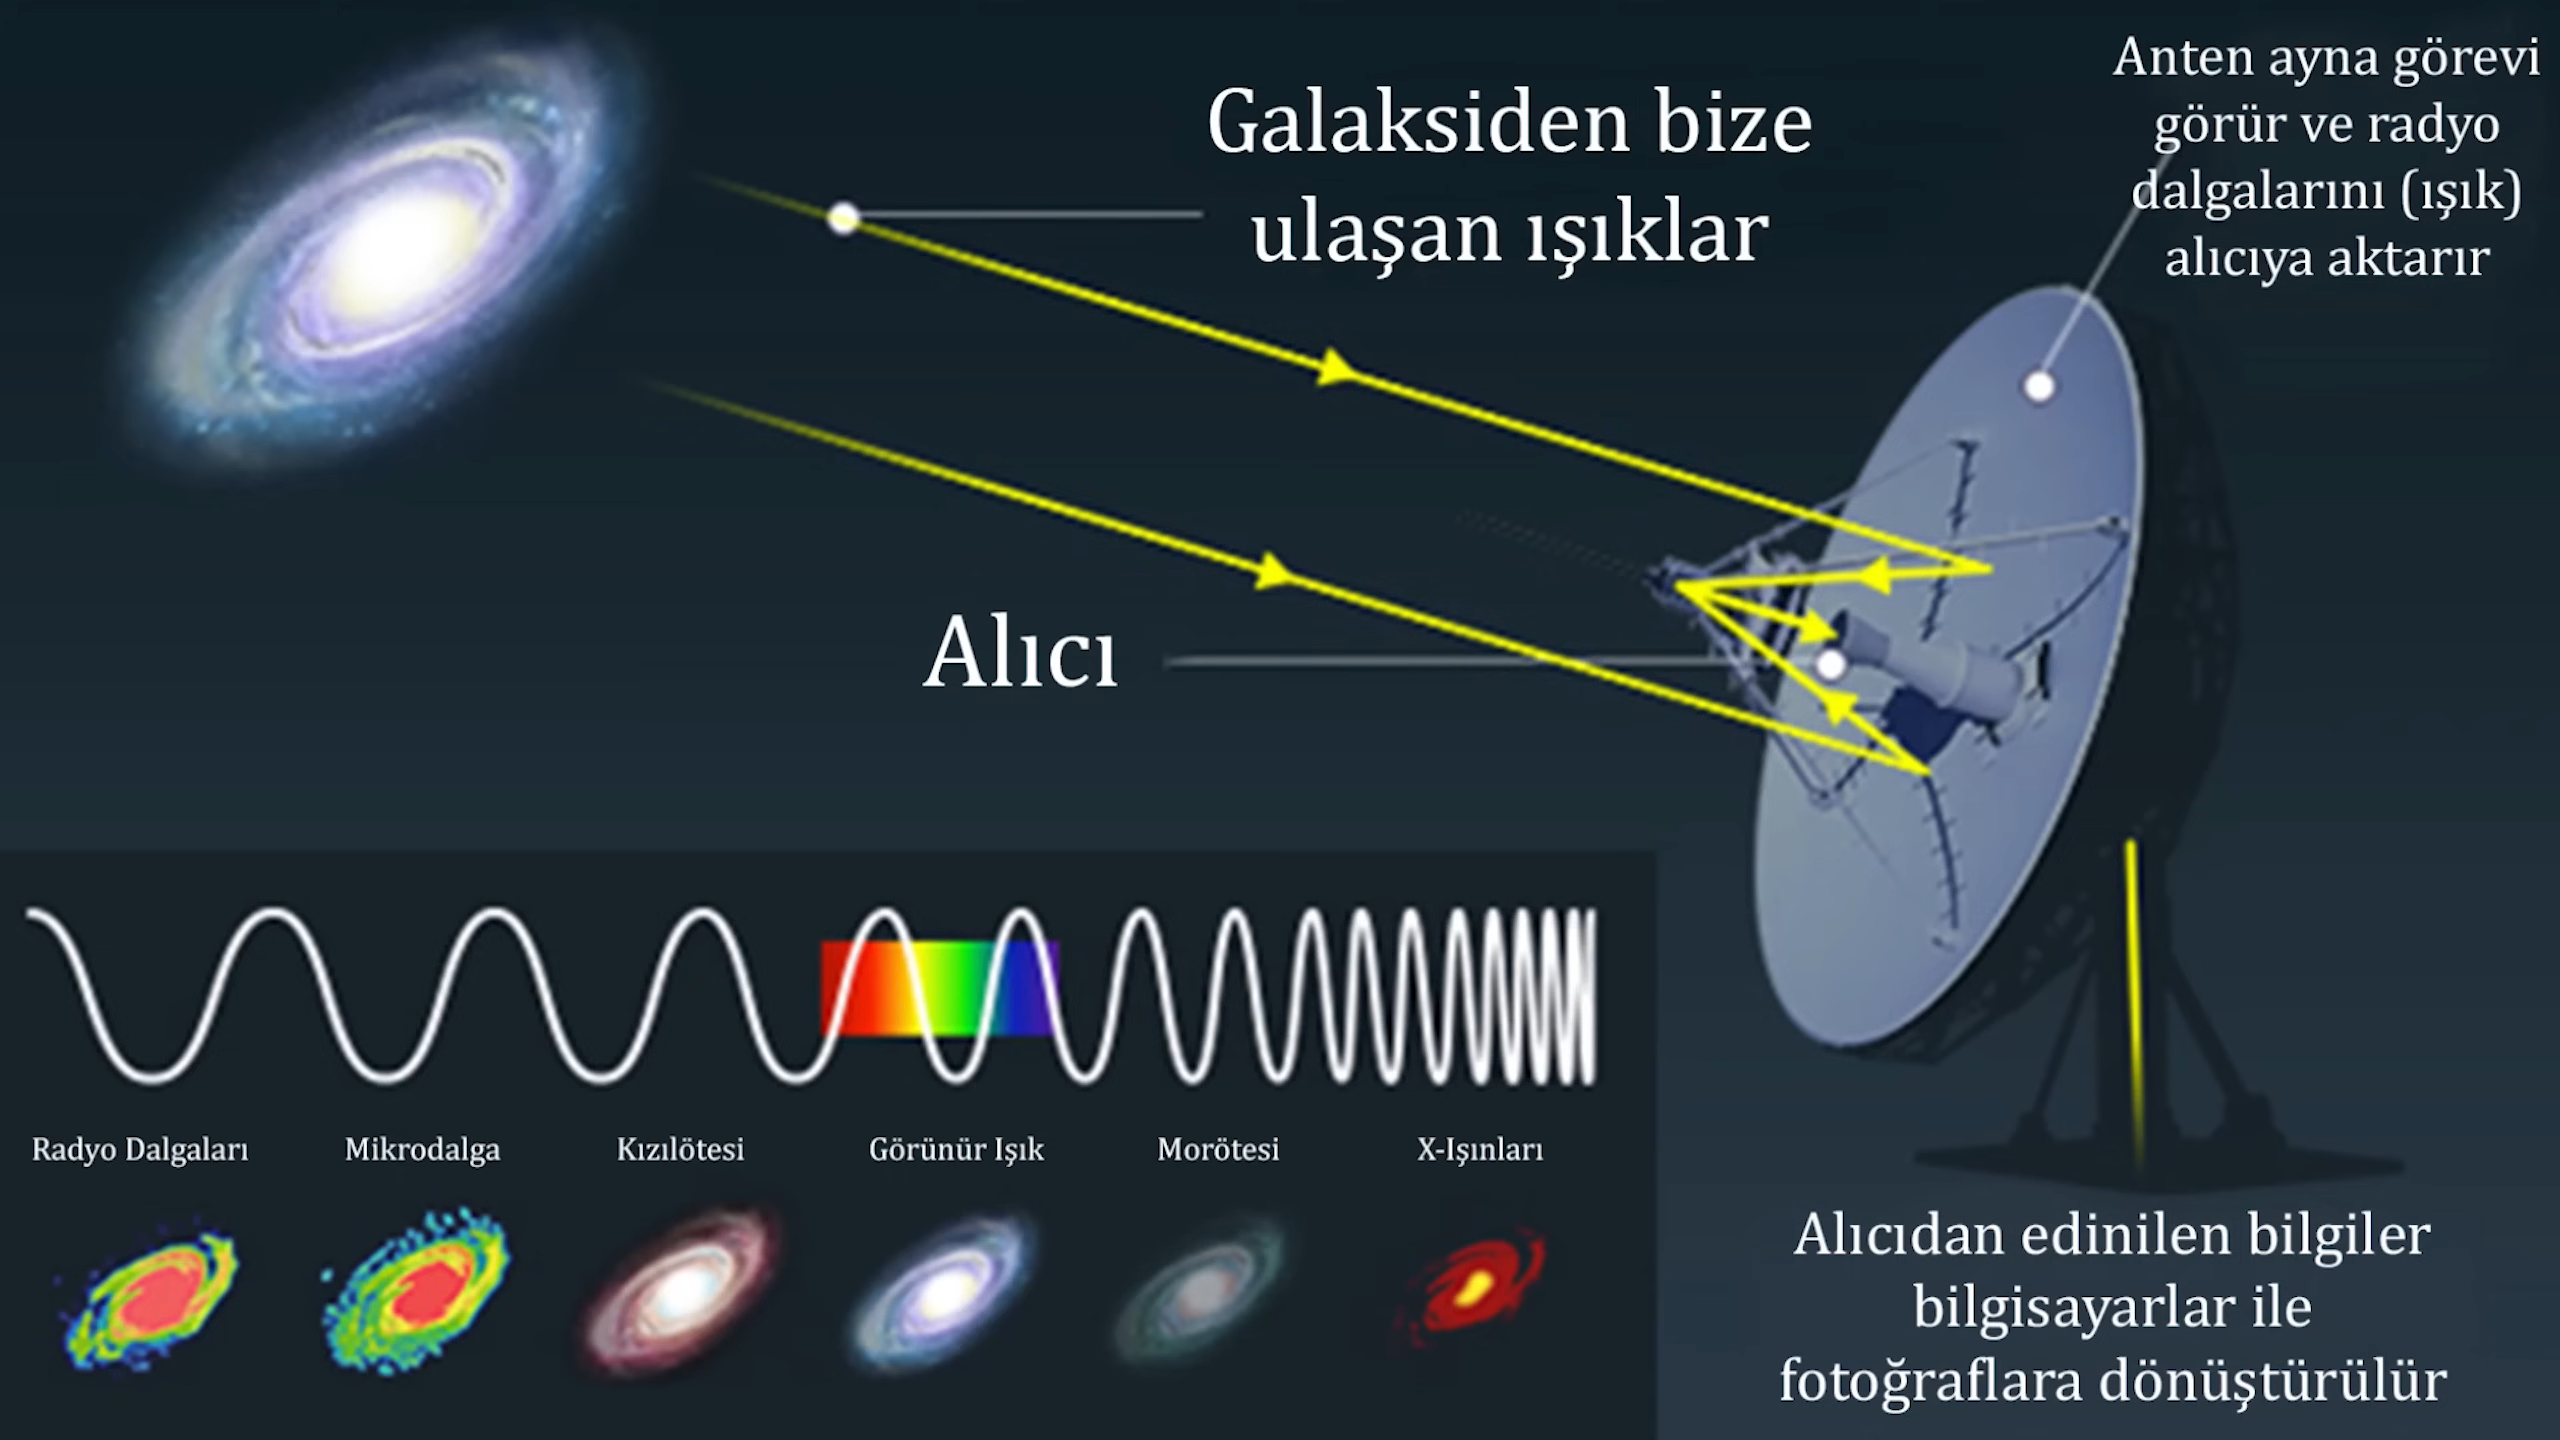 Galaksiden bize
ulaşan ışıklar
Anten ayna görevi
görür ve radyo
dalgalarını (ışık)
alıcıya aktarır
Alıcı
Radyo Dalgaları
Mikrodalga
Kızılötesi
Görünür Işık
Morötesi
X-Işınları
Alıcıdan edinilen bilgiler
bilgisayarlar ile
fotoğraflara dönüştürülür